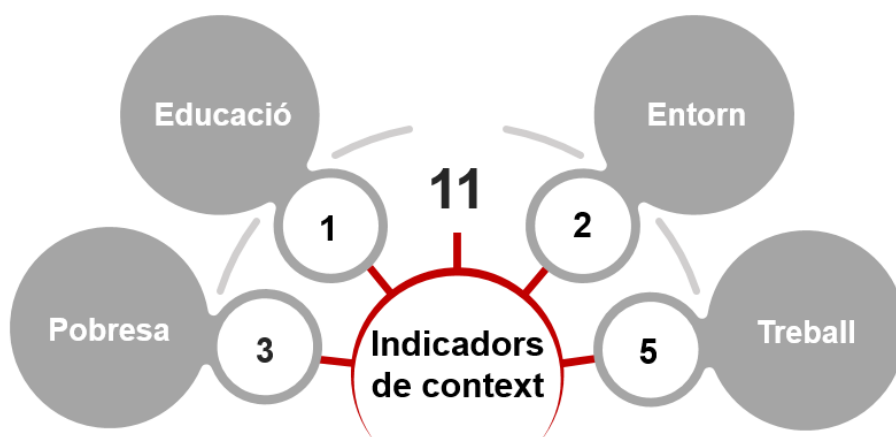 Educació
Entorn
11
1
2
Pobresa
3
Indicadors
de context
5
Treball